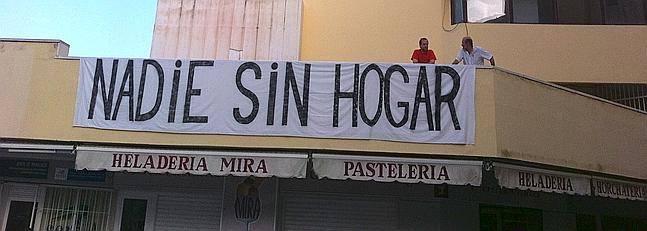 NADiE SiN HOGAR
HELADERIA MIRA
PASTELERIA
HELADERIA
HORCHATERIA
MIRA